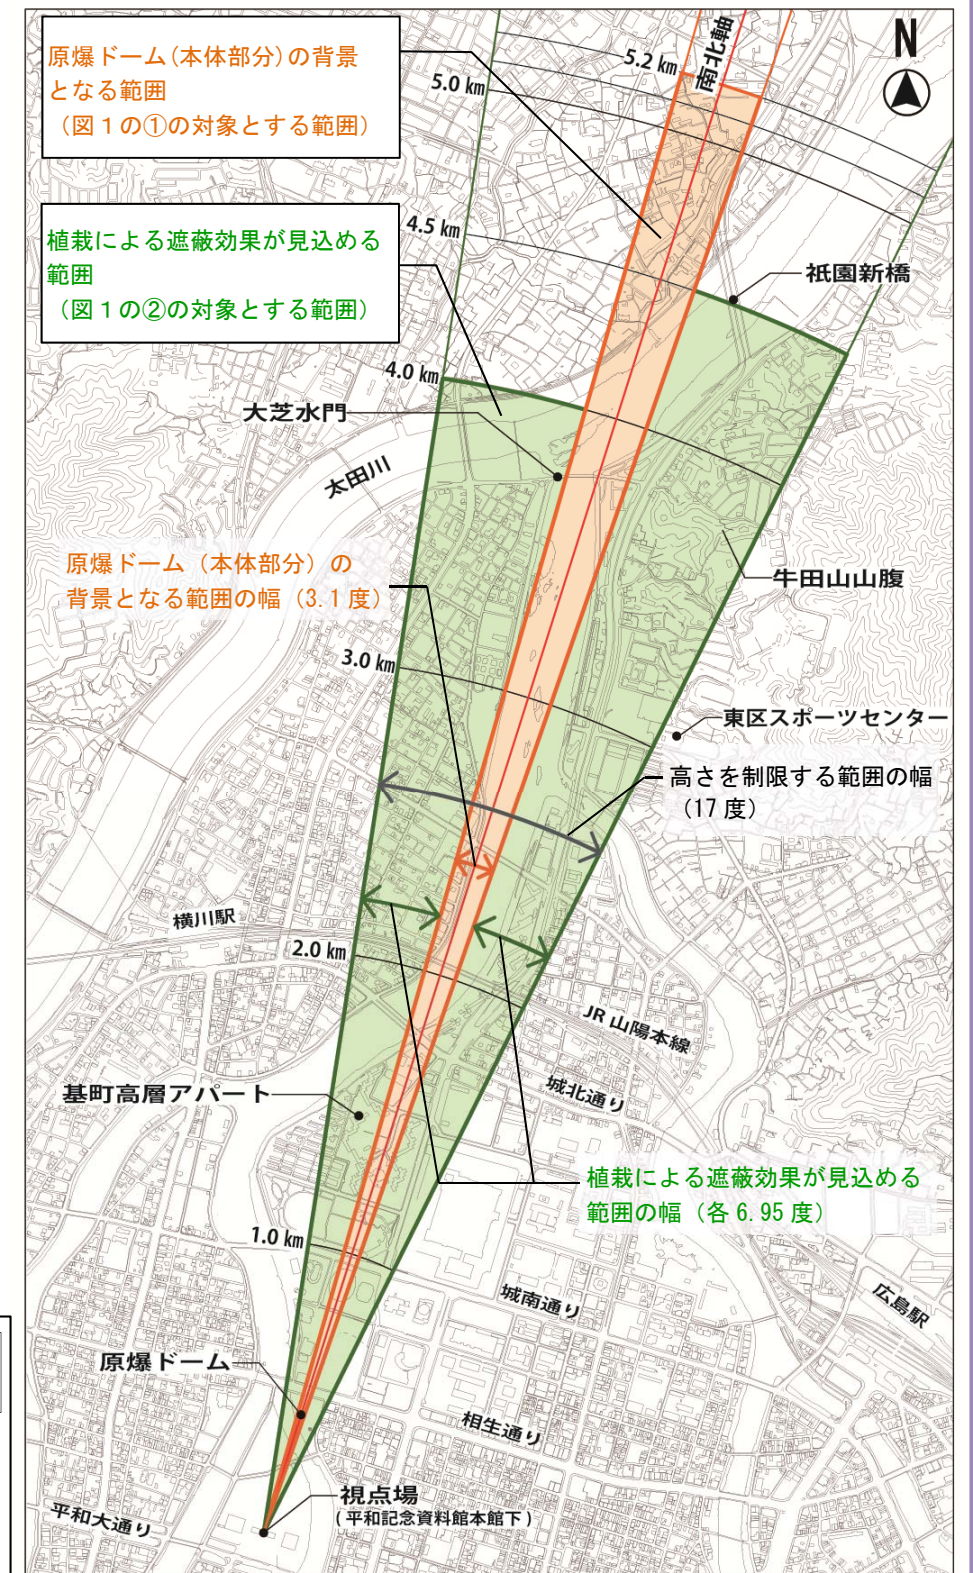 原爆ドーム(本体部分)の背景
となる範囲
（図１の①の対象とする範囲）
5.2 km
南北軸
N
5.0 km
植栽による遮蔽効果が見込める
範囲
（図１の②の対象とする範囲）
4.5 km
祇園新橋
4.0 km
大芝水門
太田川
原爆ドーム（本体部分）の
背景となる範囲の幅（3.1度）
牛田山山腹
3.0 km
東区スポーツセンター
高さを制限する範囲の幅
（17度）
横川駅
2.0 km
JR 山陽本線
城北通り
基町高層アパート
植栽による遮蔽効果が見込める
範囲の幅（各 6.95 度）
1.0 km
城南通り
広島駅
原爆ドーム
相生通り
視点場
(平和記念資料館本館下)
平和大通り